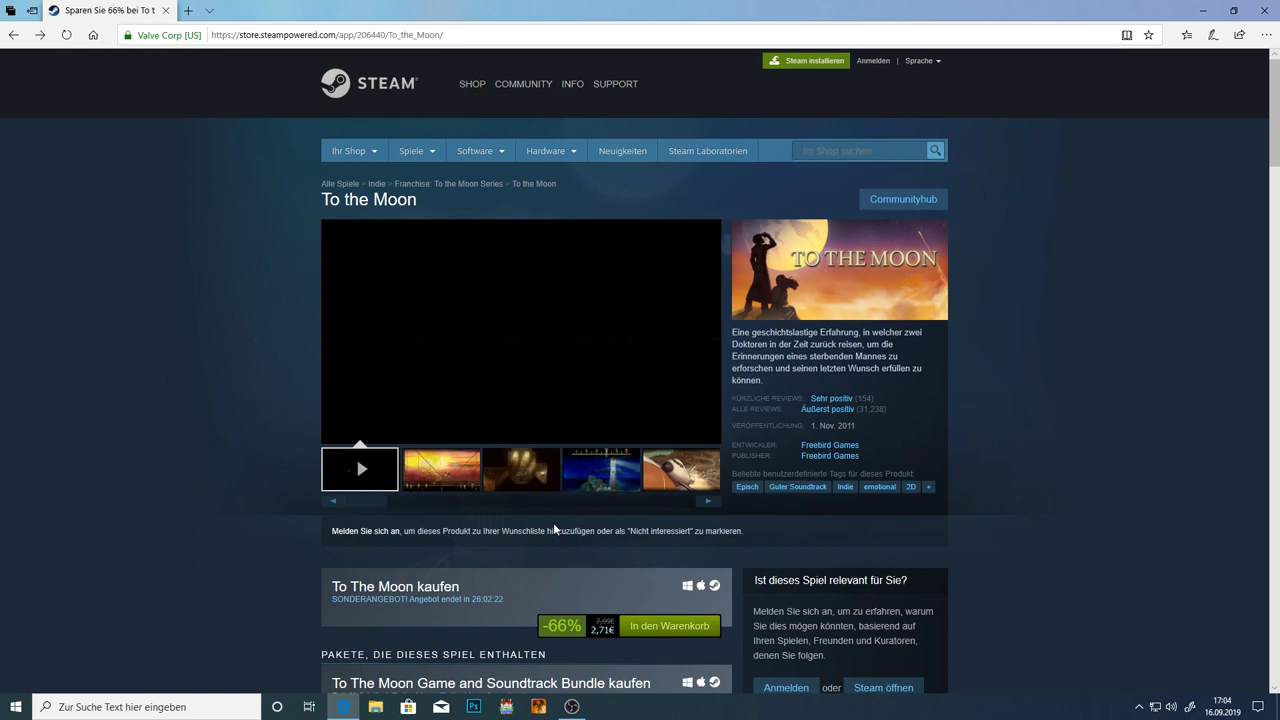 Sparen Sie 66% bei To t
Valve Corp [US]
https://store.steampowered.com/app/206440/To_the_Moon/
Steam installieren
Anmelden | Sprache
STEAM
SHOP COMMUNITY INFO SUPPORT
Ihr Shop Spiele Software Hardware Neuigkeiten Steam Laboratorien
Im Shop suchen
Alle Spiele > Indie > Franchise: To the Moon Series > To the Moon
To the Moon
Communityhub
TO THE MOON
Eine geschichtslastige Erfahrung, in welcher zwei
Doktoren in der Zeit zurück reisen, um die
Erinnerungen eines sterbenden Mannes zu
erforschen und seinen letzten Wunsch erfüllen zu
können.
KÜRZLICHE REVIEWS: Sehr positiv (154)
ALLE REVIEWS: Äußerst positiv (31,238)
VERÖFFENTLICHUNG: 1. Nov. 2011
ENTWICKLER: Freebird Games
PUBLISHER: Freebird Games
Beliebte benutzerdefinierte Tags für dieses Produkt:
Episch Guter Soundtrack Indie emotional 2D +
Melden Sie sich an, um dieses Produkt zu Ihrer Wunschliste hinzuzufügen oder als "Nicht interessiert" zu markieren.
To The Moon kaufen
SONDERANGEBOT! Angebot endet in 26:02:22
-66% 7,99€ 2,71€ In den Warenkorb
PAKETE, DIE DIESES SPIEL ENTHALTEN
To The Moon Game and Soundtrack Bundle kaufen
Ist dieses Spiel relevant für Sie?
Melden Sie sich an, um zu erfahren, warum
Sie dies mögen könnten, basierend auf
Ihren Spielen, Freunden und Kuratoren,
denen Sie folgen.
Anmelden oder Steam öffnen
Zur Suche Text hier eingeben
Ps
17:04
16.09.2019